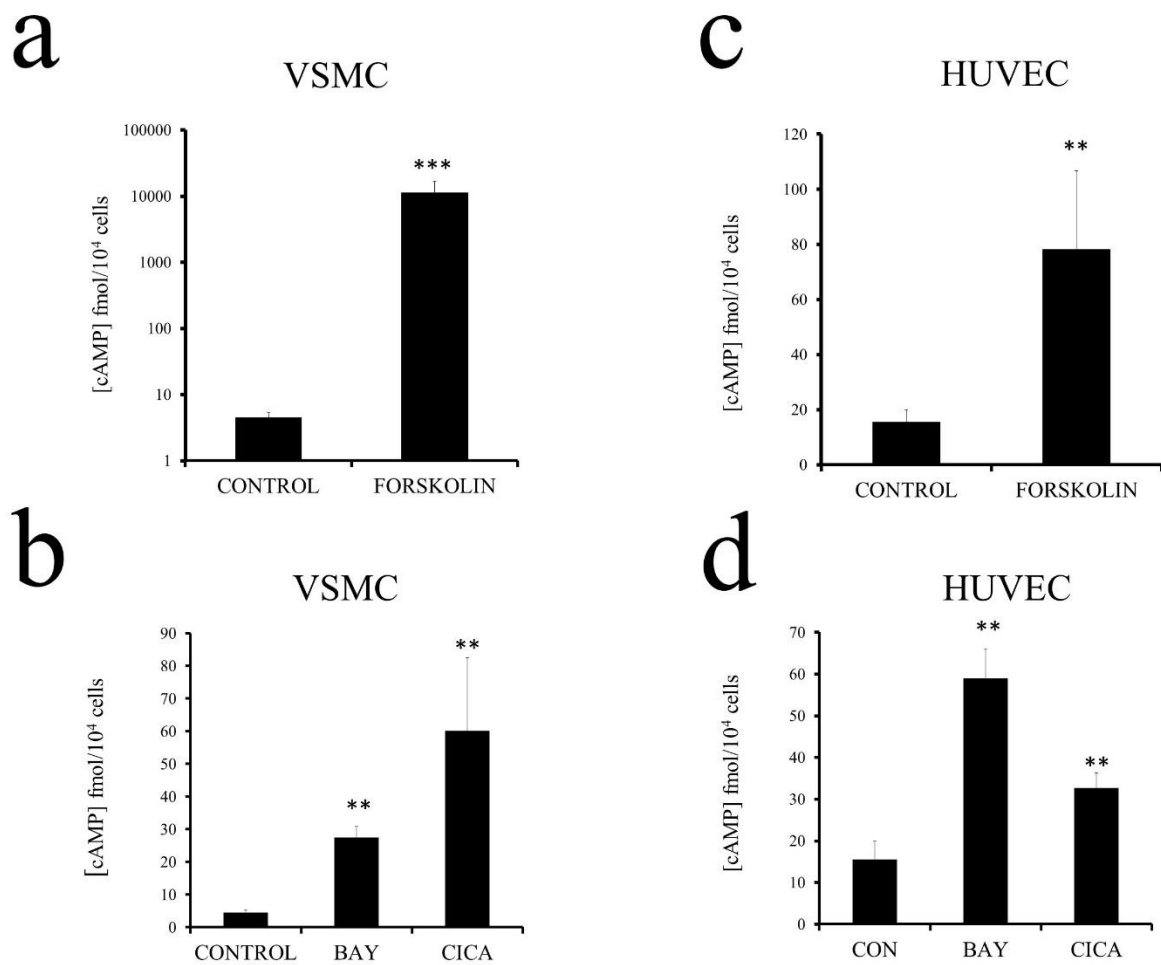 a
VSMC
[cAMP] fmol/10⁴ cells
100000
10000
1000
100
10
1
***
CONTROL FORSKOLIN
c
HUVEC
[cAMP] fmol/10⁴ cells
120
100
80
60
40
20
0
**
CONTROL FORSKOLIN
b
VSMC
[cAMP] fmol/10⁴ cells
90
80
70
60
50
40
30
20
10
0
**
**
CONTROL BAY CICA
d
HUVEC
[cAMP] fmol/10⁴ cells
70
60
50
40
30
20
10
0
**
**
CON BAY CICA